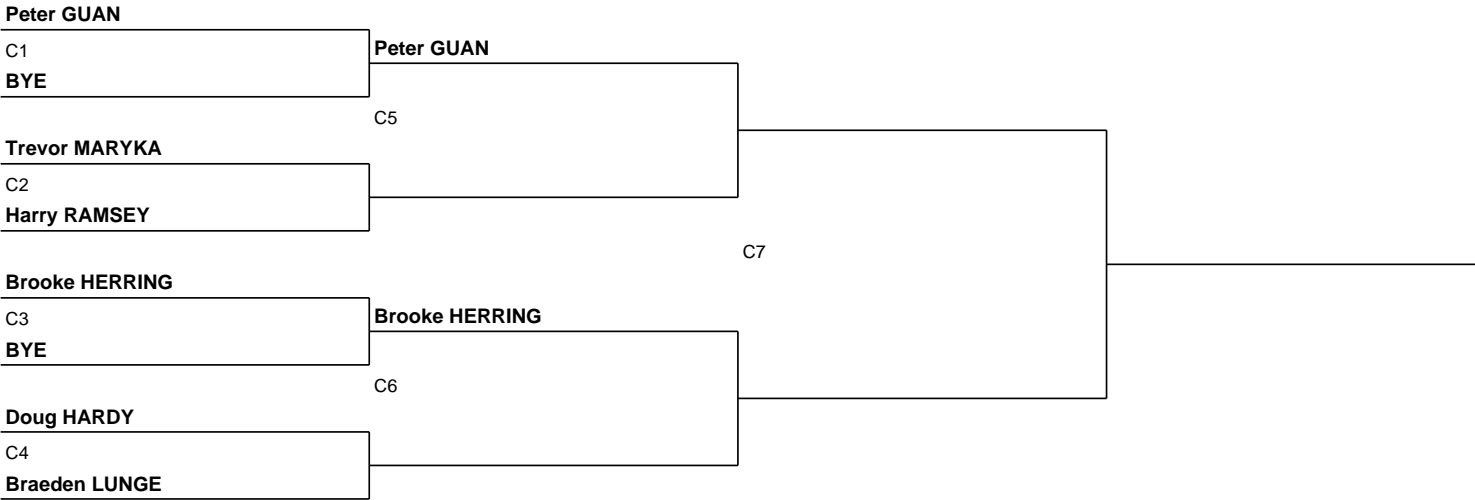 Peter GUAN
C1
BYE
Peter GUAN
C5
Trevor MARYKA
C2
Harry RAMSEY
C7
Brooke HERRING
C3
BYE
Brooke HERRING
C6
Doug HARDY
C4
Braeden LUNGE